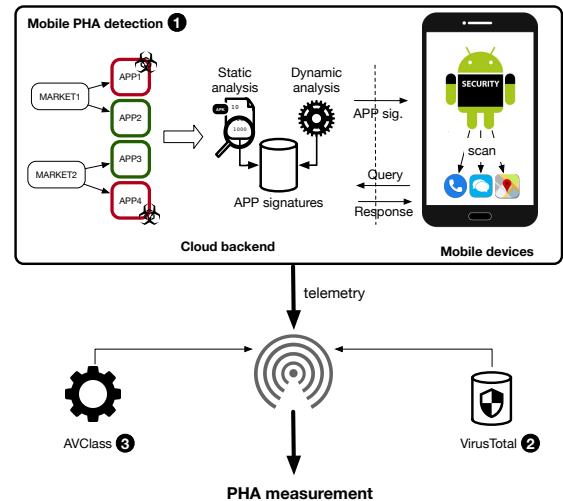 Mobile PHA detection 1
MARKET1
APP1
APP2
MARKET2
APP3
APP4
Static
analysis
Dynamic
analysis
APK
10
1000
APP signatures
Cloud backend
APP sig.
Query
Response
SECURITY
scan
Mobile devices
telemetry
AVClass 3
VirusTotal 2
PHA measurement